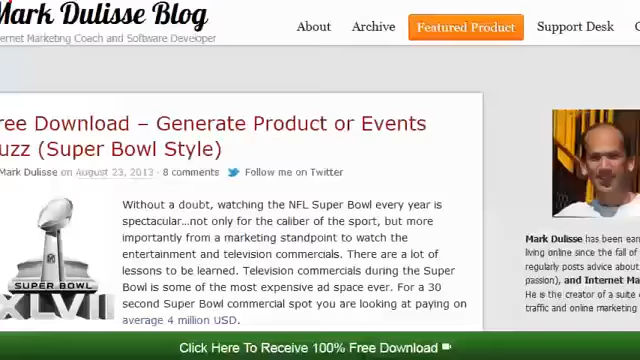 Mark Dulisse Blog
ternet Marketing Coach and Software Developer
About Archive Featured Product Support Desk
ree Download – Generate Product or Events
uzz (Super Bowl Style)
Mark Dulisse on August 23, 2013 · 8 comments Follow me on Twitter
Without a doubt, watching the NFL Super Bowl every year is
spectacular...not only for the caliber of the sport, but more
importantly from a marketing standpoint to watch the
entertainment and television commercials. There are a lot of
lessons to be learned. Television commercials during the Super
Bowl is some of the most expensive ad space ever. For a 30
second Super Bowl commercial spot you are looking at paying on
average 4 million USD.
SUPER BOWL
XLVII
Mark Dulisse has been earn
living online since the fall of
regularly posts advice about
passion), and Internet Ma
He is the creator of a suite o
traffic and online marketing
Click Here To Receive 100% Free Download